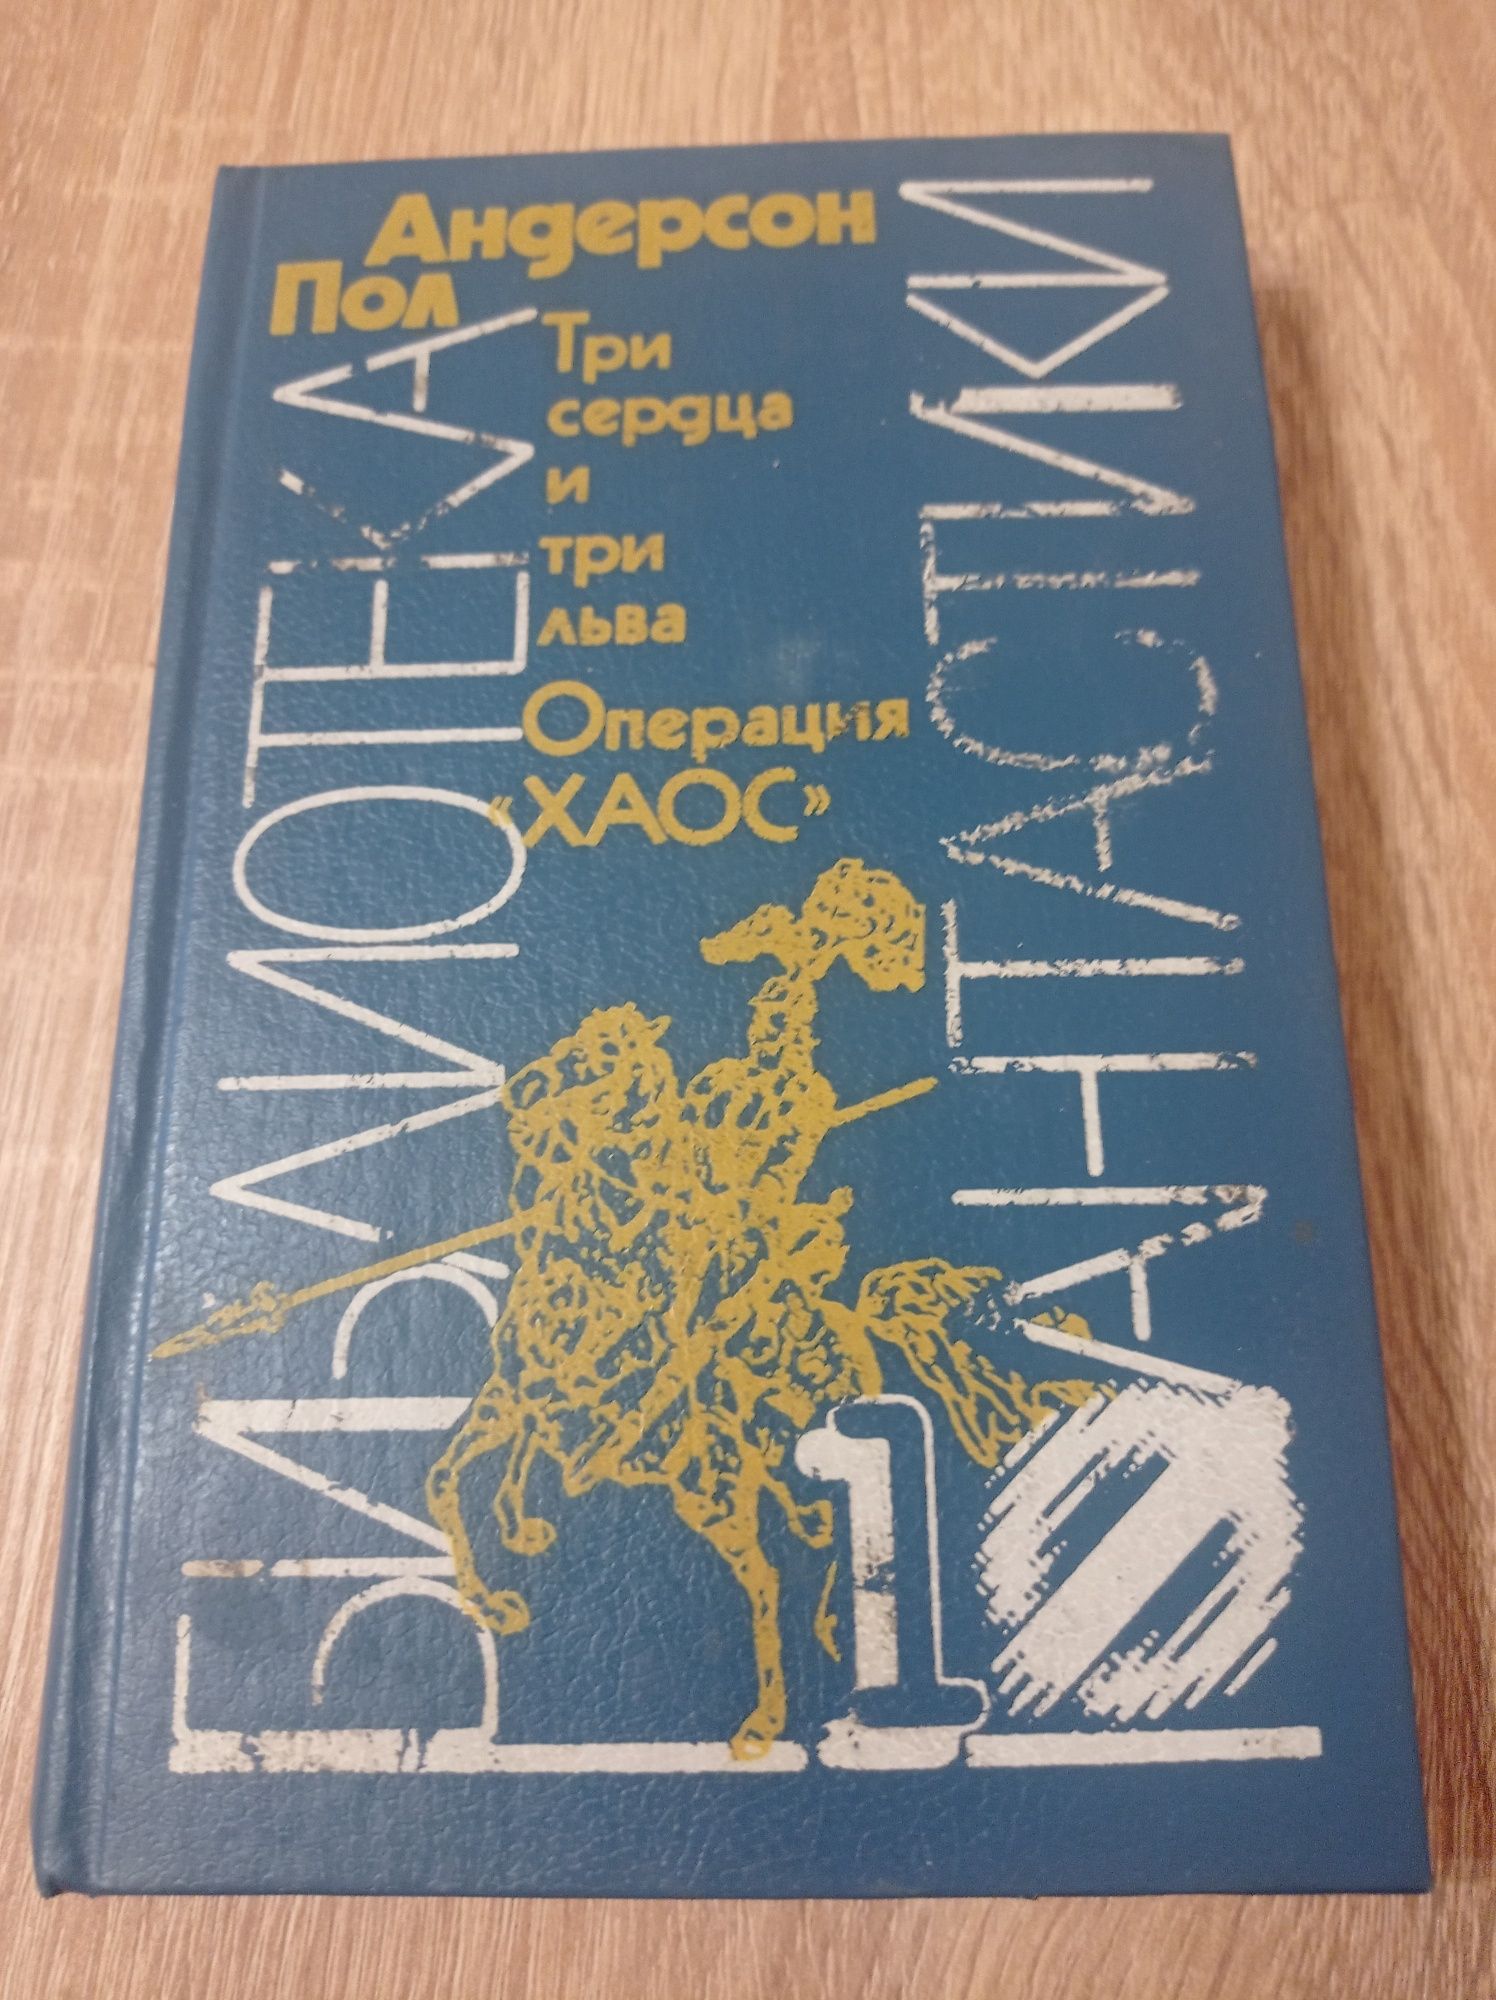 Пол
Андерсон
Три
сердца
и
три
льва
Операция
«ХАОС»
БИБЛИОТЕКА
ФАНТАСТИКИ
1